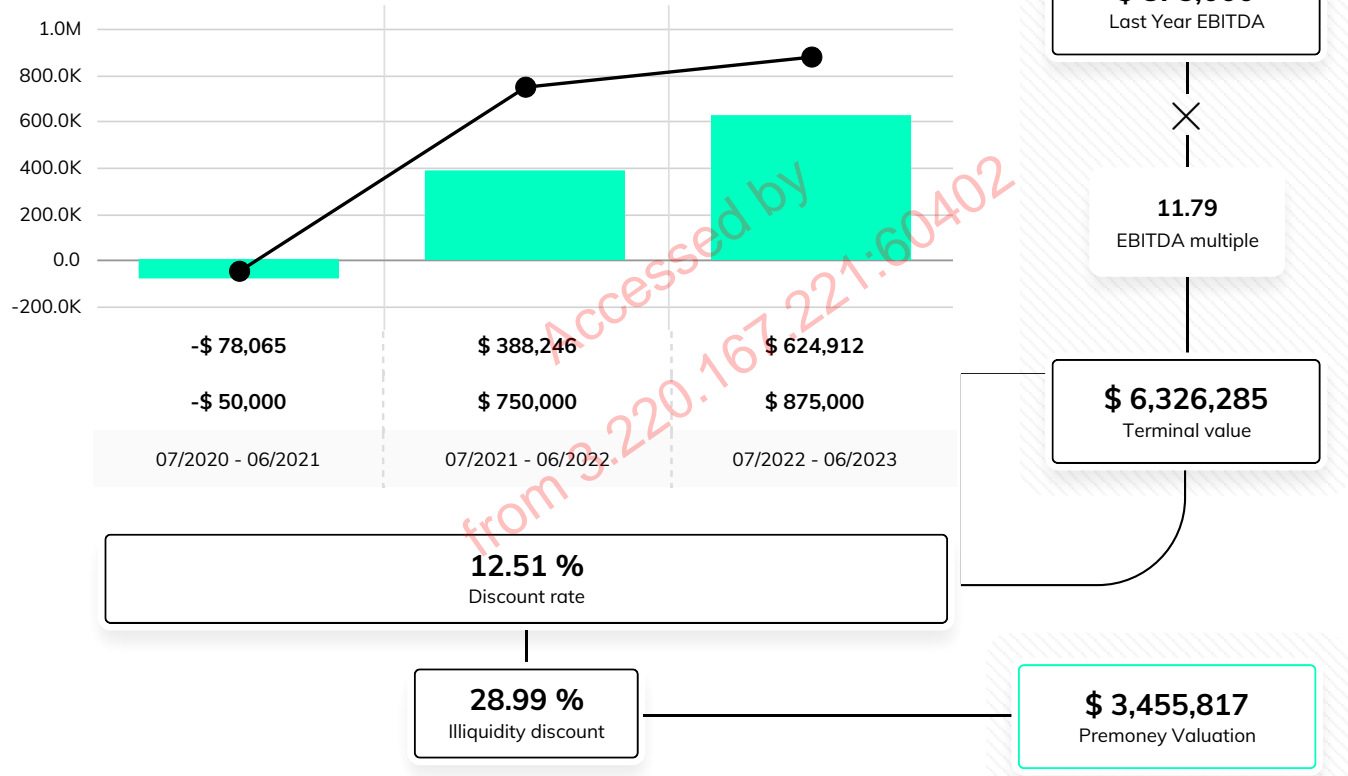 1.0M
800.0K
600.0K
400.0K
200.0K
0.0
-200.0K
-$ 78,065 $ 388,246 $ 624,912
-$ 50,000 $ 750,000 $ 875,000
07/2020 - 06/2021 07/2021 - 06/2022 07/2022 - 06/2023
Accessed by
from 3.220.167.221:60402
12.51 %
Discount rate
28.99 %
Illiquidity discount
Last Year EBITDA
11.79
EBITDA multiple
$ 6,326,285
Terminal value
$ 3,455,817
Premoney Valuation